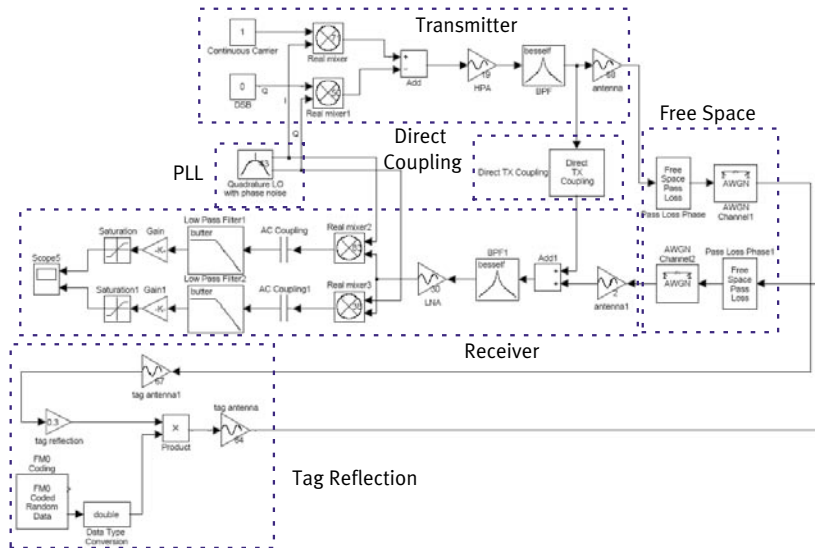 Transmitter
1
Continuous Carrier
Real mixer
0
DSB
Q
I
Real mixer1
Q
+
-
Add
19
HPA
besself
BPF
antenna
Free Space
Direct
Coupling
PLL
Quadrature LO
with phase noise
Direct TX Coupling
Direct
TX
Coupling
Free
Space
Pass
Loss
Pass Loss Phase
AWGN
AWGN
Channel1
Saturation
Gain
-K-
Low Pass Filter1
butter
AC Coupling
Real mixer2
Scope5
Saturation1
Gain1
-K-
Low Pass Filter2
butter
AC Coupling1
Real mixer3
30
LNA
BPF1
besself
Add1
+
+
2
antenna1
AWGN
Channel2
AWGN
Pass Loss Phase1
Free
Space
Pass
Loss
Receiver
67
tag antenna1
0.3
tag reflection
×
Product
tag antenna
64
FM0
Coding
FM0
Coded
Random
Data
double
Data Type
Conversion
Tag Reflection